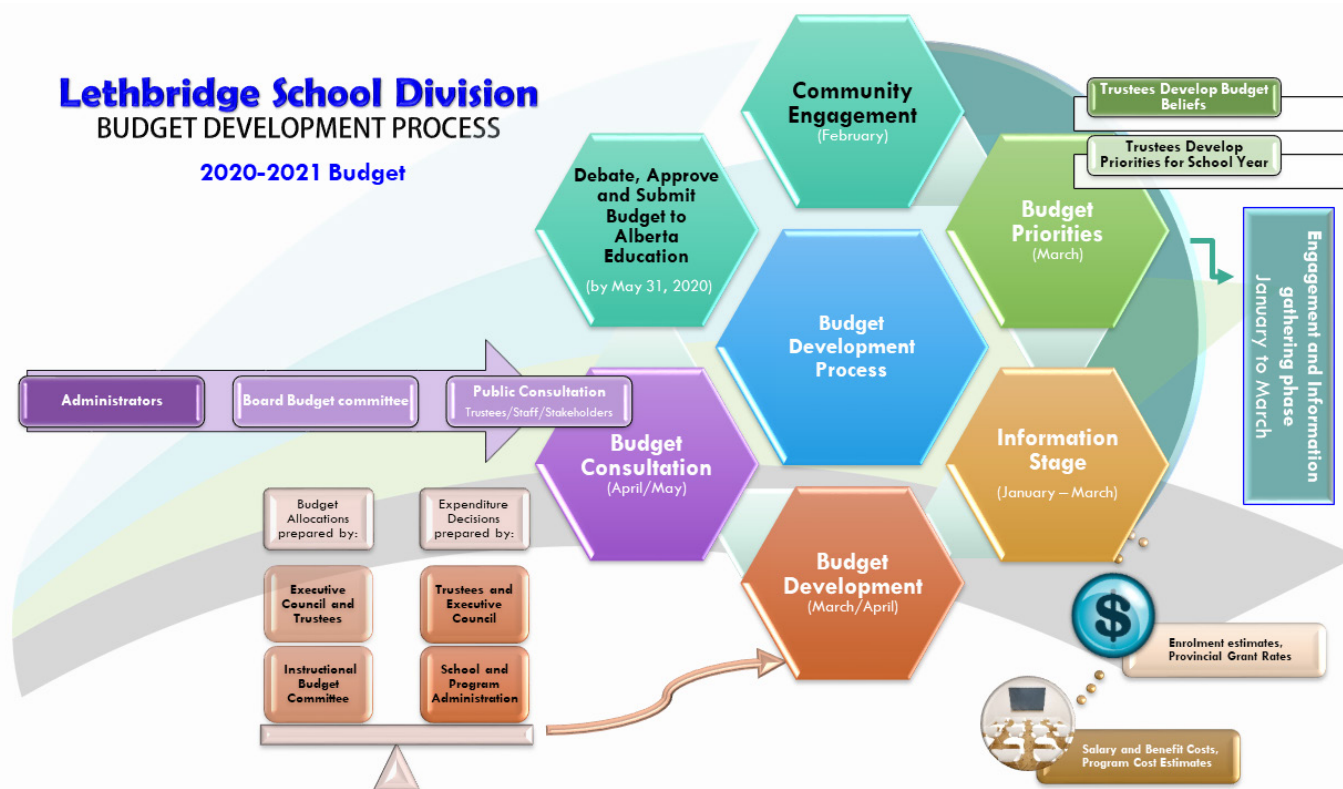 Lethbridge School Division
BUDGET DEVELOPMENT PROCESS
2020-2021 Budget
Community
Engagement
(February)
Trustees Develop Budget
Beliefs
Trustees Develop
Priorities for School Year
Budget
Priorities
(March)
Engagement and Information
gathering phase
January to March
Debate, Approve
and Submit
Budget to
Alberta
Education
(by May 31, 2020)
Budget
Development
Process
Administrators
Board Budget committee
Public Consultation
Trustees/Staff/Stakeholders
Budget
Consultation
(April/May)
Information
Stage
(January – March)
Budget
Development
(March/April)
Budget
Allocations
prepared by:
Expenditure
Decisions
prepared by:
Executive
Council and
Trustees
Trustees and
Executive
Council
Instructional
Budget
Committee
School and
Program
Administration
$
Enrolment estimates,
Provincial Grant Rates
Salary and Benefit Costs,
Program Cost Estimates